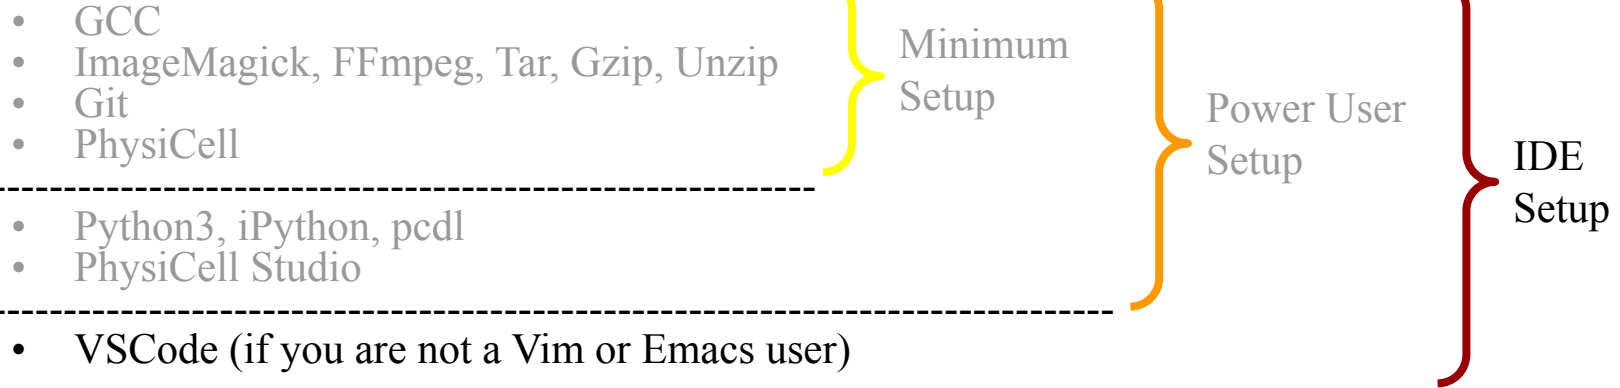 • GCC
• ImageMagick, FFmpeg, Tar, Gzip, Unzip
• Git
• PhysiCell
Minimum
Setup
• Python3, iPython, pcdl
• PhysiCell Studio
Power User
Setup
• VSCode (if you are not a Vim or Emacs user)
IDE
Setup